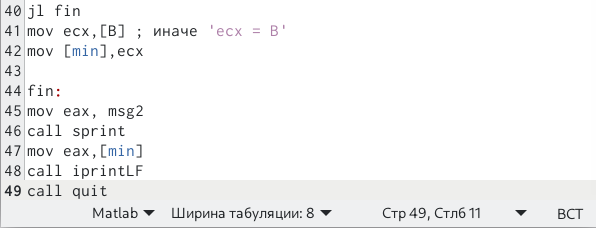 40 jl fin
41 mov ecx,[B] ; иначе 'ecx = B'
42 mov [min],ecx
43
44 fin:
45 mov eax, msg2
46 call sprint
47 mov eax,[min]
48 call iprintLF
49 call quit
Matlab Ширина табуляции: 8 Стр 49, Стлб 11 ВСТ